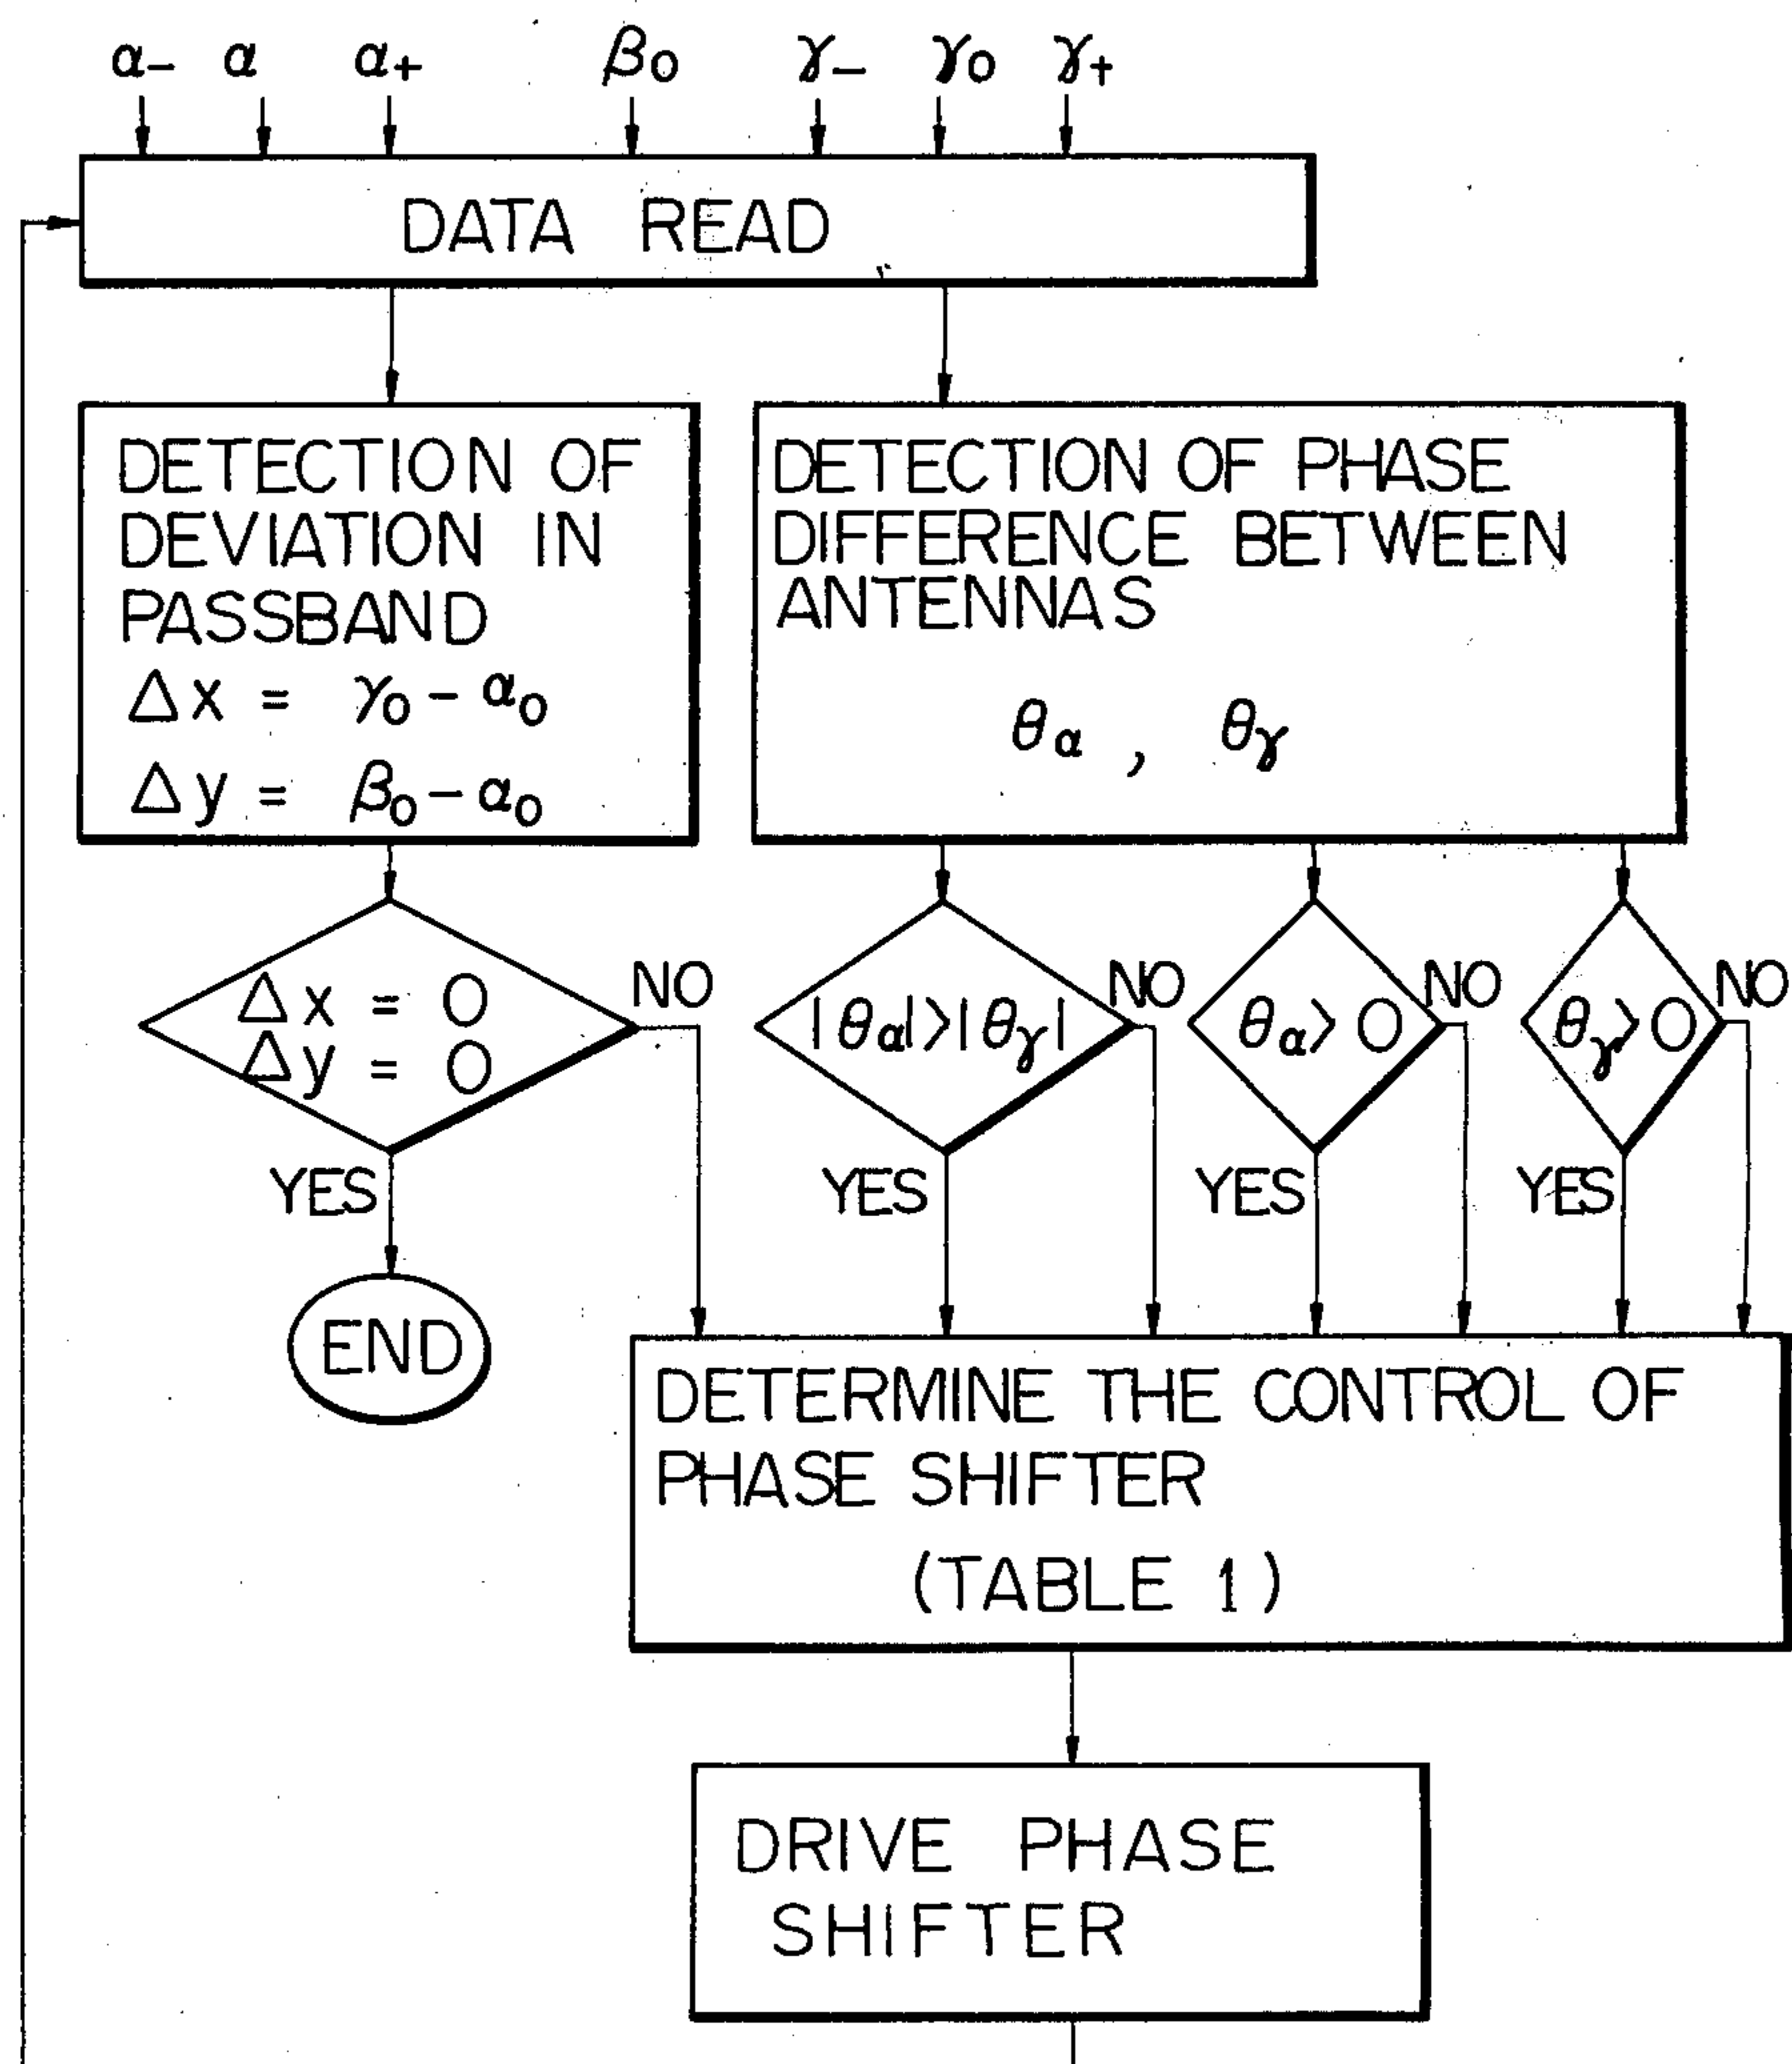 α₋ α α₊ β₀ γ₋ γ₀ γ₊
DATA READ
DETECTION OF
DEVIATION IN
PASSBAND
Δx = γ₀ - α₀
Δy = β₀ - α₀
DETECTION OF PHASE
DIFFERENCE BETWEEN
ANTENNAS
θα , θγ
Δx = 0
Δy = 0
NO
YES
|θα|>|θγ|
NO
YES
θα > 0
NO
YES
θγ > 0
NO
YES
END
DETERMINE THE CONTROL OF
PHASE SHIFTER
(TABLE 1)
DRIVE PHASE
SHIFTER